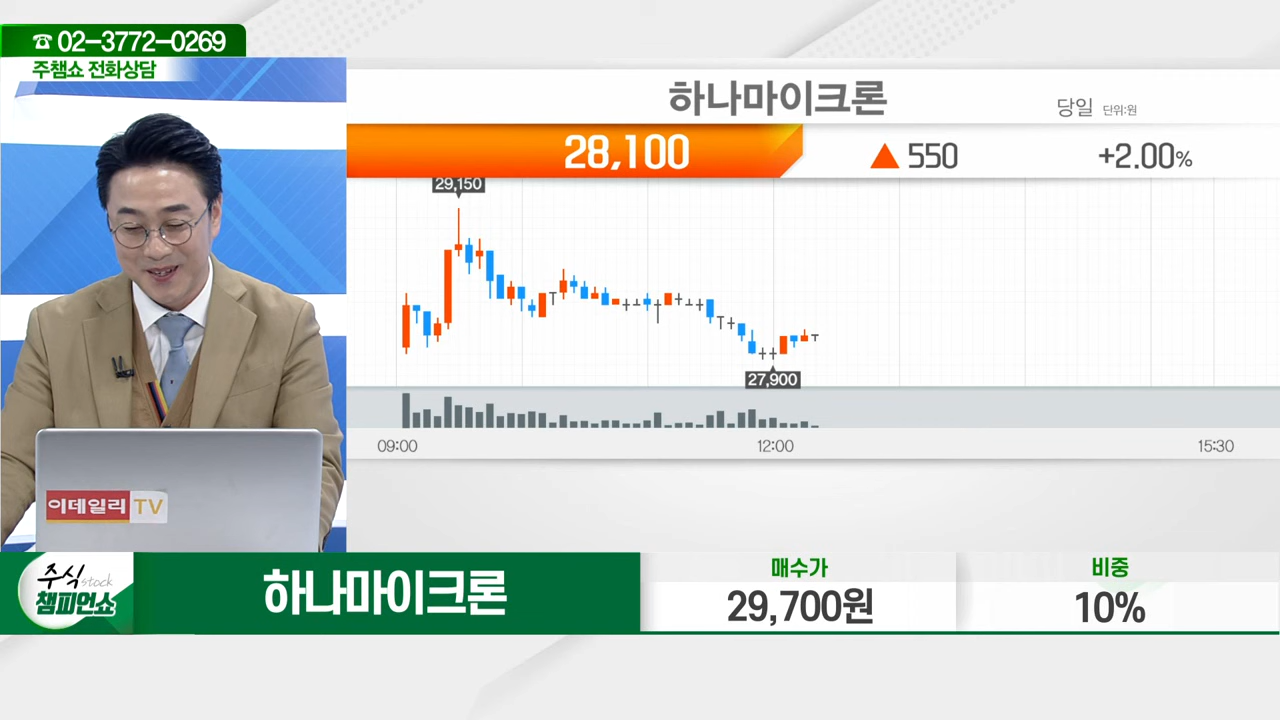 ☎ 02-3772-0269
주챔쇼 전화상담
하나마이크론
당일 단위:원
28,100
▲ 550
+2.00%
29,150
27,900
09:00
12:00
15:30
이데일리 TV
주식 stock
챔피언쇼
하나마이크론
매수가
29,700원
비중
10%